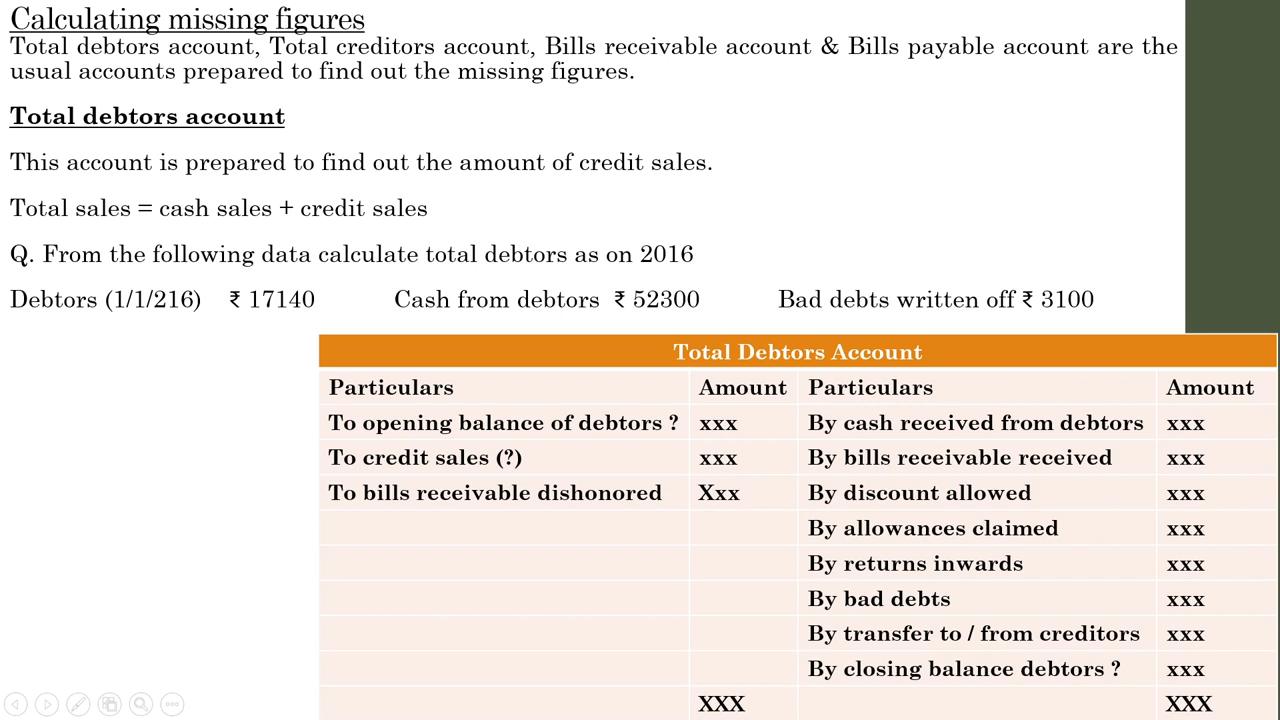 Calculating missing figures
Total debtors account, Total creditors account, Bills receivable account & Bills payable account are the
usual accounts prepared to find out the missing figures.
Total debtors account
This account is prepared to find out the amount of credit sales.
Total sales = cash sales + credit sales
Q. From the following data calculate total debtors as on 2016
Debtors (1/1/216) ₹ 17140 Cash from debtors ₹ 52300 Bad debts written off ₹ 3100
Total Debtors Account
Particulars Amount Particulars Amount
To opening balance of debtors ? xxx By cash received from debtors xxx
To credit sales (?) xxx By bills receivable received xxx
To bills receivable dishonored Xxx By discount allowed xxx
By allowances claimed xxx
By returns inwards xxx
By bad debts xxx
By transfer to / from creditors xxx
By closing balance debtors ? xxx
XXX XXX